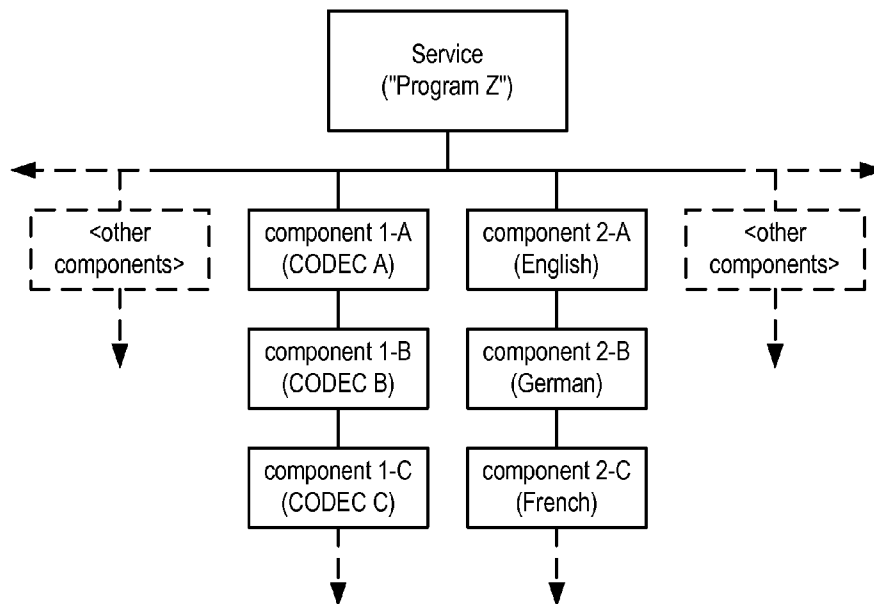 Service
("Program Z")
<other
components>
component 1-A
(CODEC A)
component 2-A
(English)
<other
components>
component 1-B
(CODEC B)
component 2-B
(German)
component 1-C
(CODEC C)
component 2-C
(French)